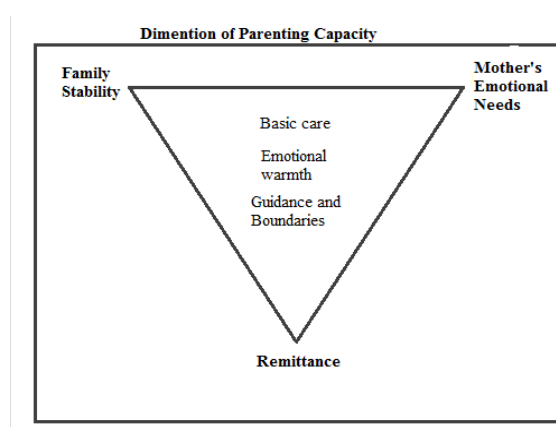 Dimention of Parenting Capacity
Family
Stability
Mother's
Emotional
Needs
Basic care
Emotional
warmth
Guidance and
Boundaries
Remittance